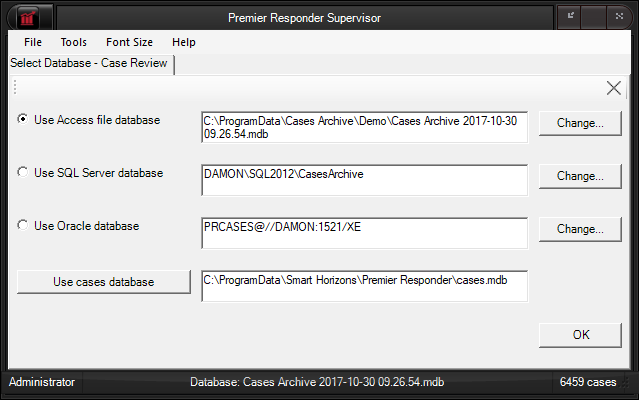 Premier Responder Supervisor
File Tools Font Size Help
Select Database - Case Review
Use Access file database
C:\ProgramData\Cases Archive\Demo\Cases Archive 2017-10-30
09.26.54.mdb
Change...
Use SQL Server database
DAMON\SQL2012\CasesArchive
Change...
Use Oracle database
PRCASES@//DAMON:1521/XE
Change...
Use cases database
C:\ProgramData\Smart Horizons\Premier Responder\cases.mdb
OK
Administrator
Database: Cases Archive 2017-10-30 09.26.54.mdb
6459 cases